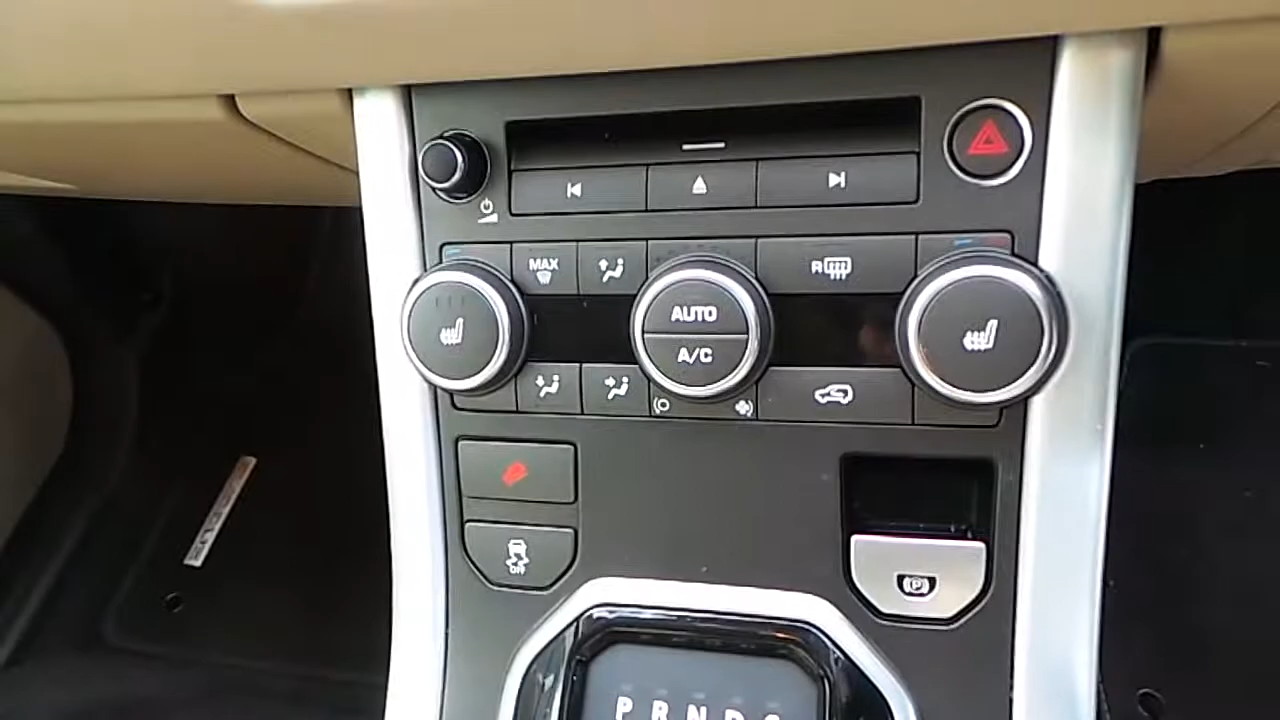 MAX
R
AUTO
A/C
OFF
(P)
P R N D S